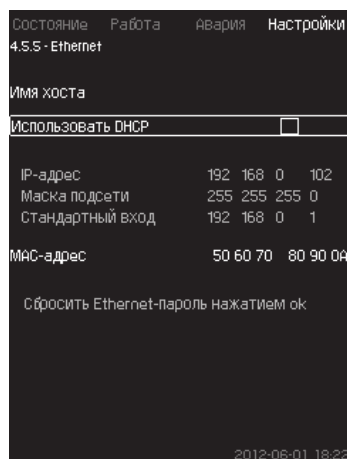 Состояние Работа Авария Настройки
4.5.5 - Ethernet
Имя хоста
Использовать DHCP
IP-адрес 192 168 0 102
Маска подсети 255 255 255 0
Стандартный вход 192 168 0 1
MAC-адрес 50 60 70 80 90 0A
Сбросить Ethernet-пароль нажатием ok
2012-06-01 18:22